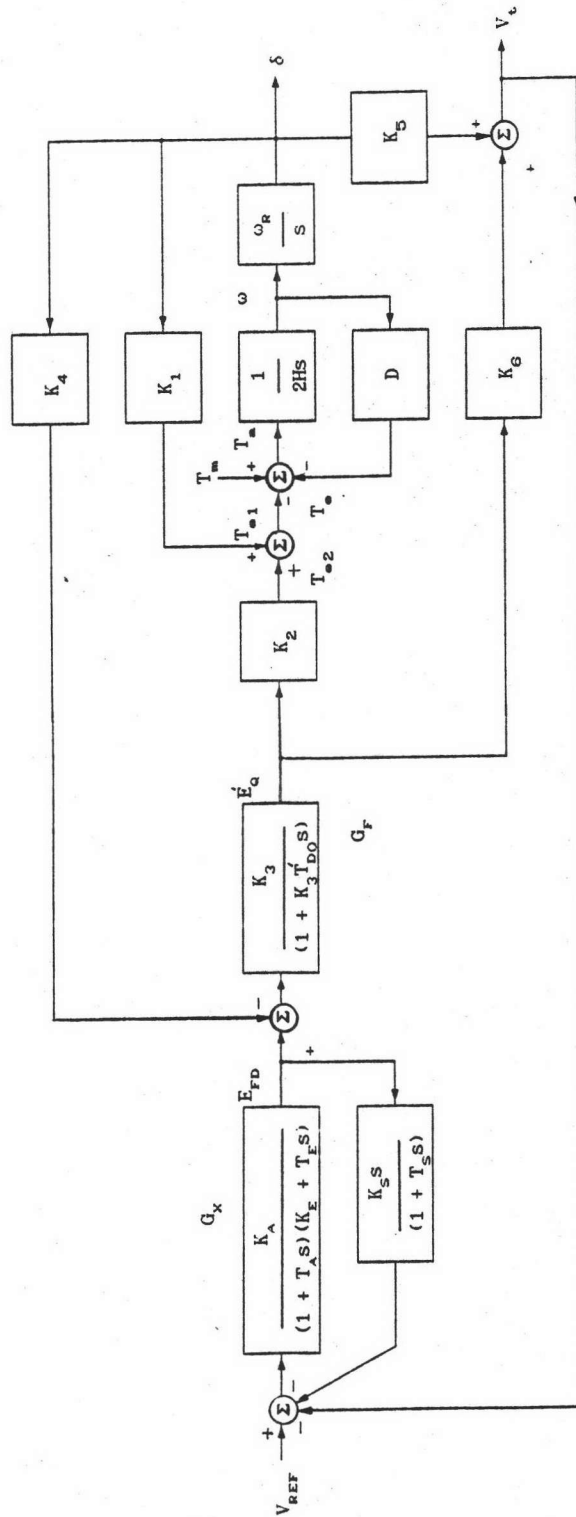 V_REF
+
−
−
Σ
G_X
K_A
(1 + T_A S)(K_E + T_E S)
K_S S
(1 + T_S S)
E_FD
+
−
Σ
K_3
(1 + K_3 T'_DO S)
G_F
E'_Q
K_2
T_e2
+
+
Σ
T_e1
T_e
−
T_m
+
−
Σ
T_a
1
2Hs
D
ω
ω_R
s
δ
K_4
K_1
K_5
K_6
+
+
Σ
V_t